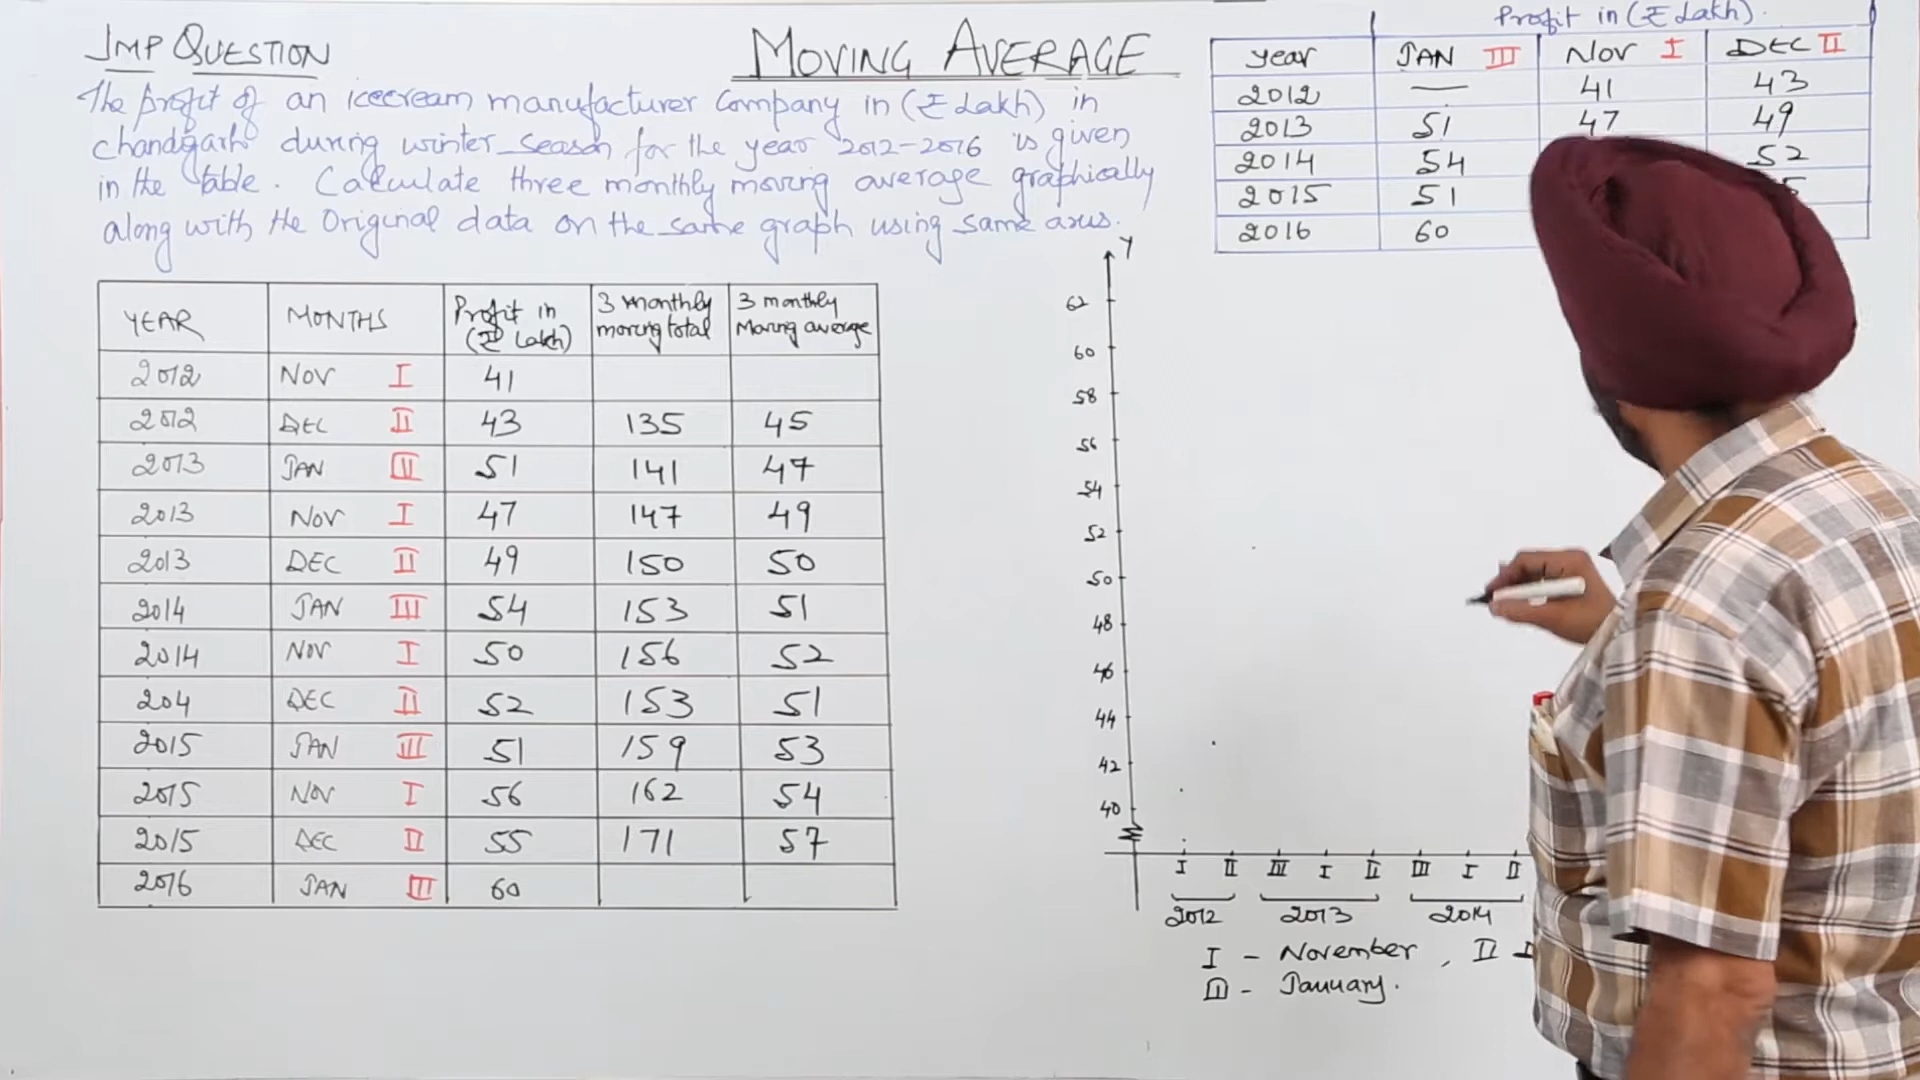 IMP QUESTION
MOVING AVERAGE
The profit of an icecream manufacturer Company in (₹ Lakh) in
chandgarh during winter season for the year 2012-2016 is given
in the table. Calculate three monthly moving average graphically
along with the Original data on the same graph using same axus.
Profit in (₹ Lakh).
year JAN III Nov I DEC II
2012 — 41 43
2013 51 47 49
2014 54 52
2015 51
2016 60
YEAR MONTHS Profit in (₹ Lakh) 3 monthly moving total 3 monthly Moving average
2012 NOV I 41
2012 DEC II 43 135 45
2013 JAN III 51 141 47
2013 Nov I 47 147 49
2013 DEC II 49 150 50
2014 JAN III 54 153 51
2014 Nov I 50 156 52
204 DEC II 52 153 51
2015 JAN III 51 159 53
2015 Nov I 56 162 54
2015 DEC II 55 171 57
2016 JAN III 60
Y
62
60
58
56
54
52
50
48
46
44
42
40
I II III I II III I II
2012 2013 2014
I - November, II
III - January.